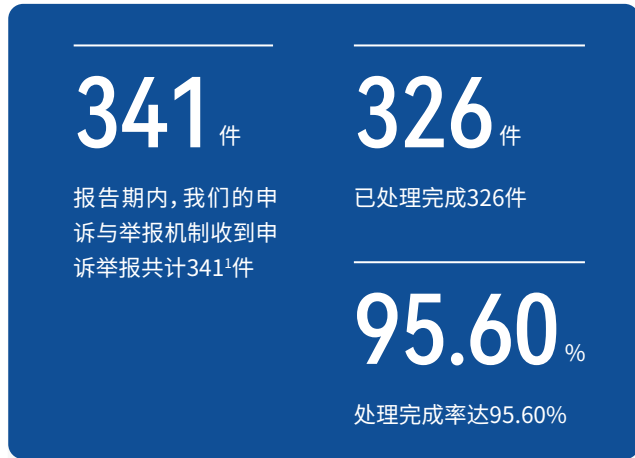 341件
报告期内，我们的申
诉与举报机制收到申
诉举报共计341¹件
326件
已处理完成326件
95.60%
处理完成率达95.60%